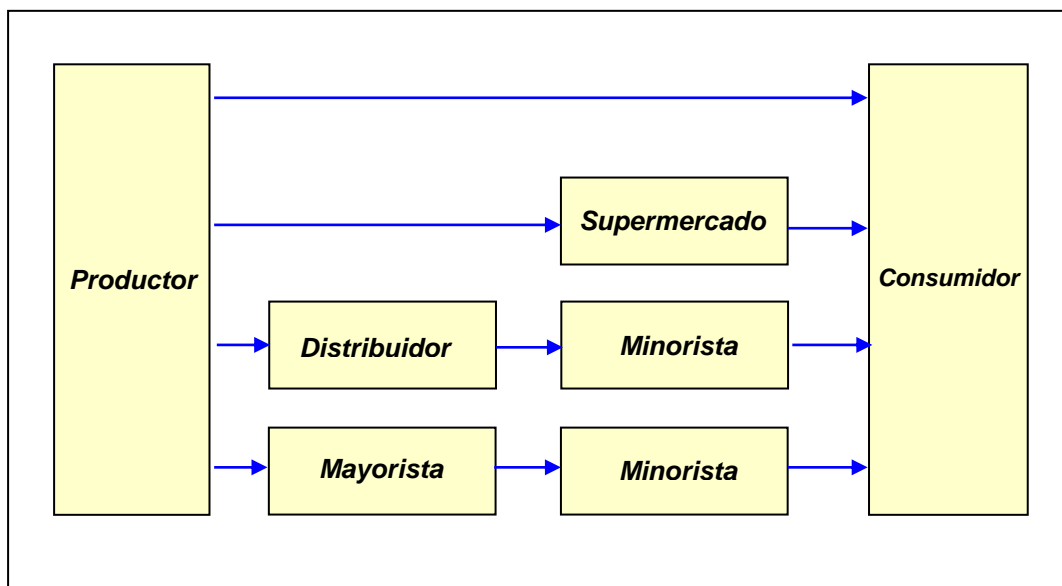 Supermercado
Productor
Consumidor
Distribuidor
Minorista
Mayorista
Minorista